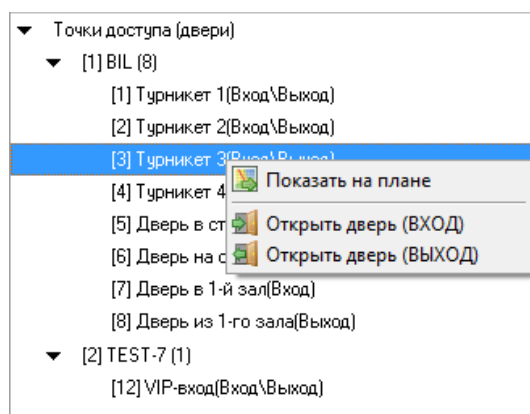 Точки доступа (двери)
[1] BIL (8)
[1] Турникет 1(Вход\Выход)
[2] Турникет 2(Вход\Выход)
[3] Турникет 3(Вход\Выход)
Показать на плане
[4] Турникет 4
[5] Дверь в ст
Открыть дверь (ВХОД)
[6] Дверь на с
Открыть дверь (ВЫХОД)
[7] Дверь в 1-й зал(Вход)
[8] Дверь из 1-го зала(Выход)
[2] TEST-7 (1)
[12] VIP-вход(Вход\Выход)